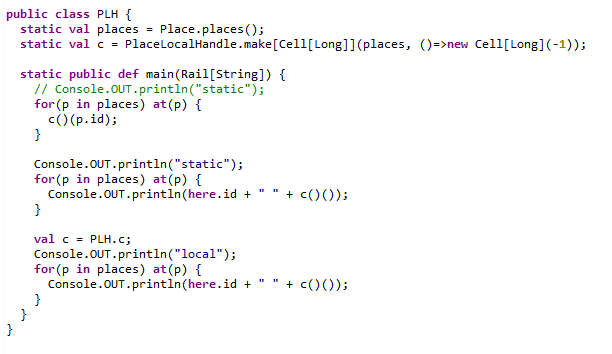 public class PLH {
  static val places = Place.places();
  static val c = PlaceLocalHandle.make[Cell[Long]](places, ()=>new Cell[Long](-1));

  static public def main(Rail[String]) {
    // Console.OUT.println("static");
    for(p in places) at(p) {
      c()(p.id);
    }

    Console.OUT.println("static");
    for(p in places) at(p) {
      Console.OUT.println(here.id + " " + c()());
    }

    val c = PLH.c;
    Console.OUT.println("local");
    for(p in places) at(p) {
      Console.OUT.println(here.id + " " + c()());
    }
  }
}